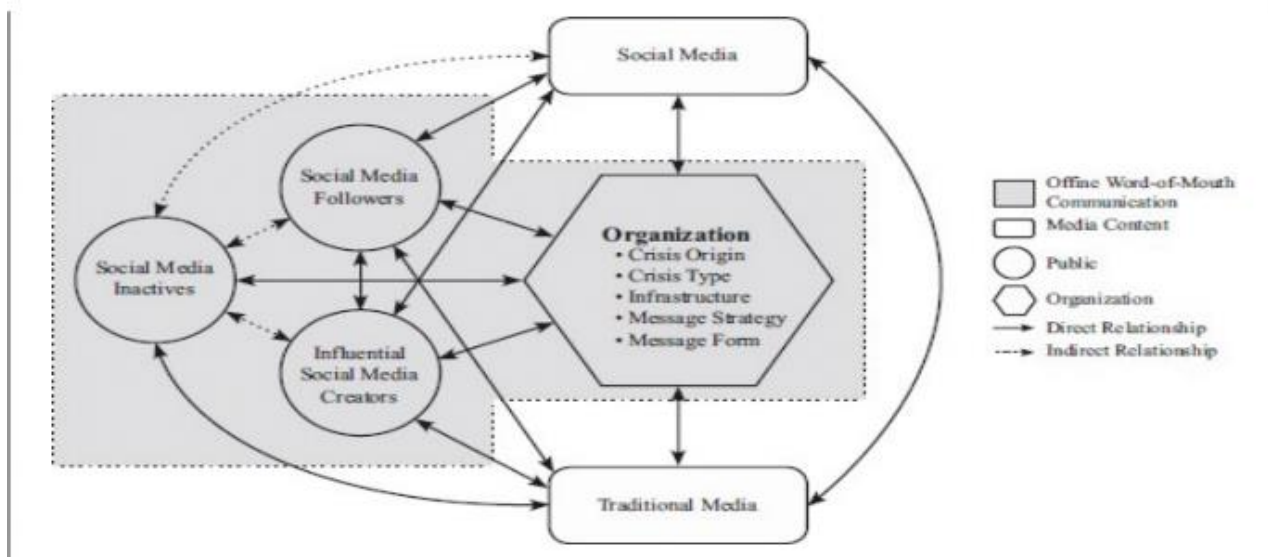 Social Media
Social Media
Followers
Social Media
Inactives
Influential
Social Media
Creators
Organization
• Crisis Origin
• Crisis Type
• Infrastructure
• Message Strategy
• Message Form
Traditional Media
Offine Word-of-Mouth
Communication
Media Content
Public
Organization
Direct Relationship
Indirect Relationship